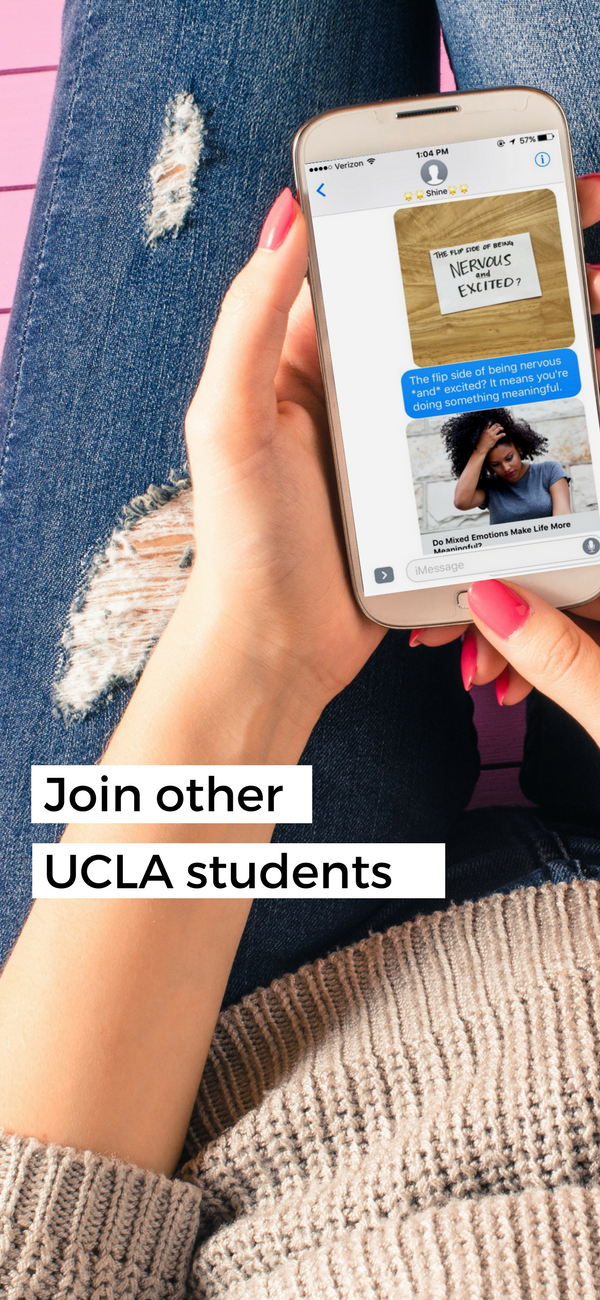 Verizon
1:04 PM
57%
Shine
THE FLIP SIDE OF BEING
NERVOUS
and
EXCITED?
The flip side of being nervous
*and* excited? It means you're
doing something meaningful.
Do Mixed Emotions Make Life More
Meaningful?
iMessage
Join other
UCLA students